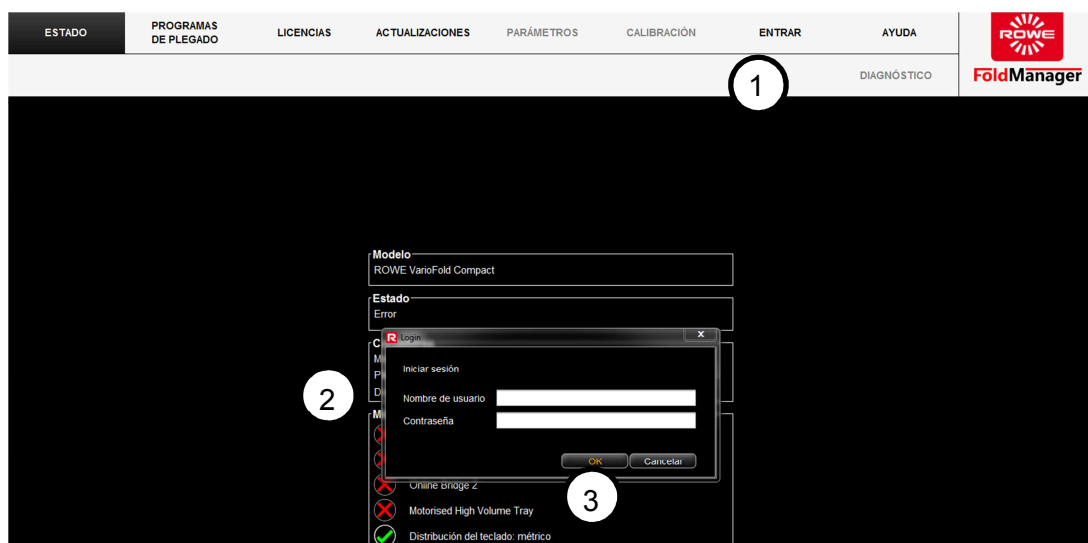 ESTADO
PROGRAMAS
DE PLEGADO
LICENCIAS
ACTUALIZACIONES
PARÁMETROS
CALIBRACIÓN
ENTRAR
AYUDA
ROWE
FoldManager
1
DIAGNÓSTICO
Modelo
ROWE VarioFold Compact
Estado
Error
R Login
x
C
M
P
D
Iniciar sesión
2
Nombre de usuario
M
Contraseña
OK
Cancelar
Online Bridge 2
3
Motorised High Volume Tray
Distribución del teclado: métrico